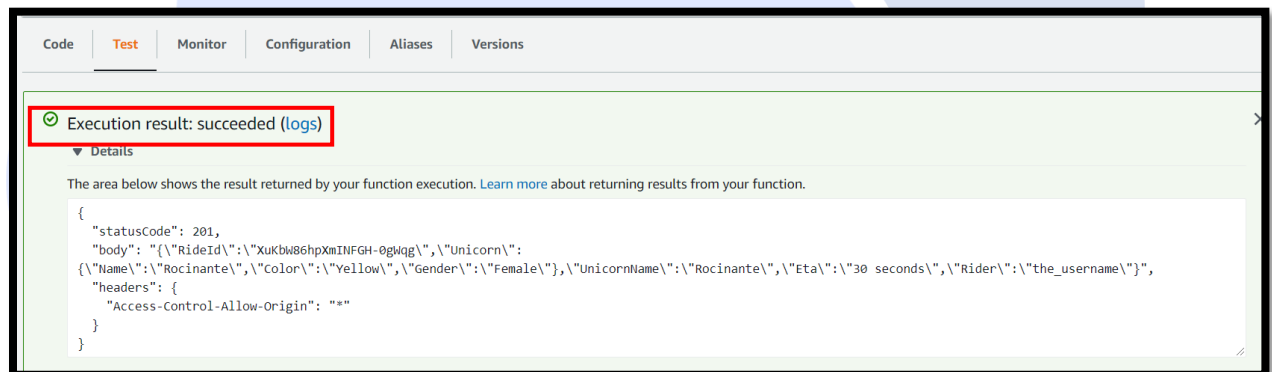 Code Test Monitor Configuration Aliases Versions
Execution result: succeeded (logs)
▼ Details
The area below shows the result returned by your function execution. Learn more about returning results from your function.
{
"statusCode": 201,
"body": "{\"RideId\":\"XuKbW86hpXmINFGH-0gWqg\",\"Unicorn\":
{\"Name\":\"Rocinante\",\"Color\":\"Yellow\",\"Gender\":\"Female\"},\"UnicornName\":\"Rocinante\",\"Eta\":\"30 seconds\",\"Rider\":\"the_username\"}",
"headers": {
"Access-Control-Allow-Origin": "*"
}
}